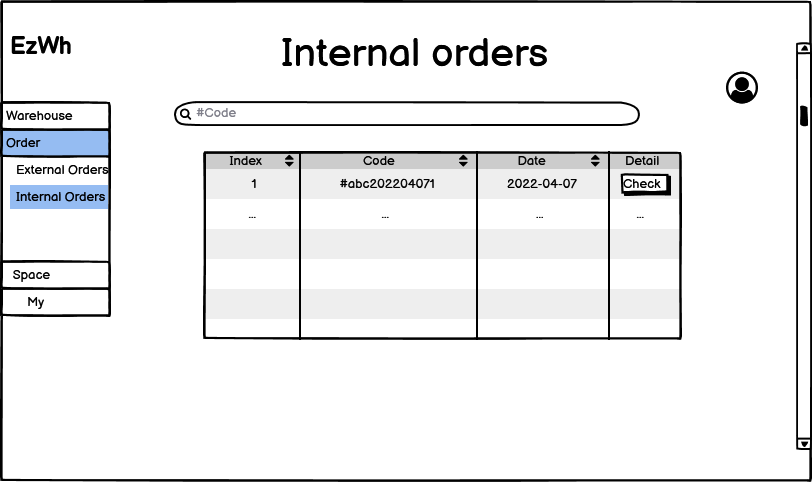 EzWh
Internal orders
#Code
Warehouse
Order
External Orders
Internal Orders
Space
My
Index Code Date Detail
1 #abc202204071 2022-04-07 Check
... ... ... ...